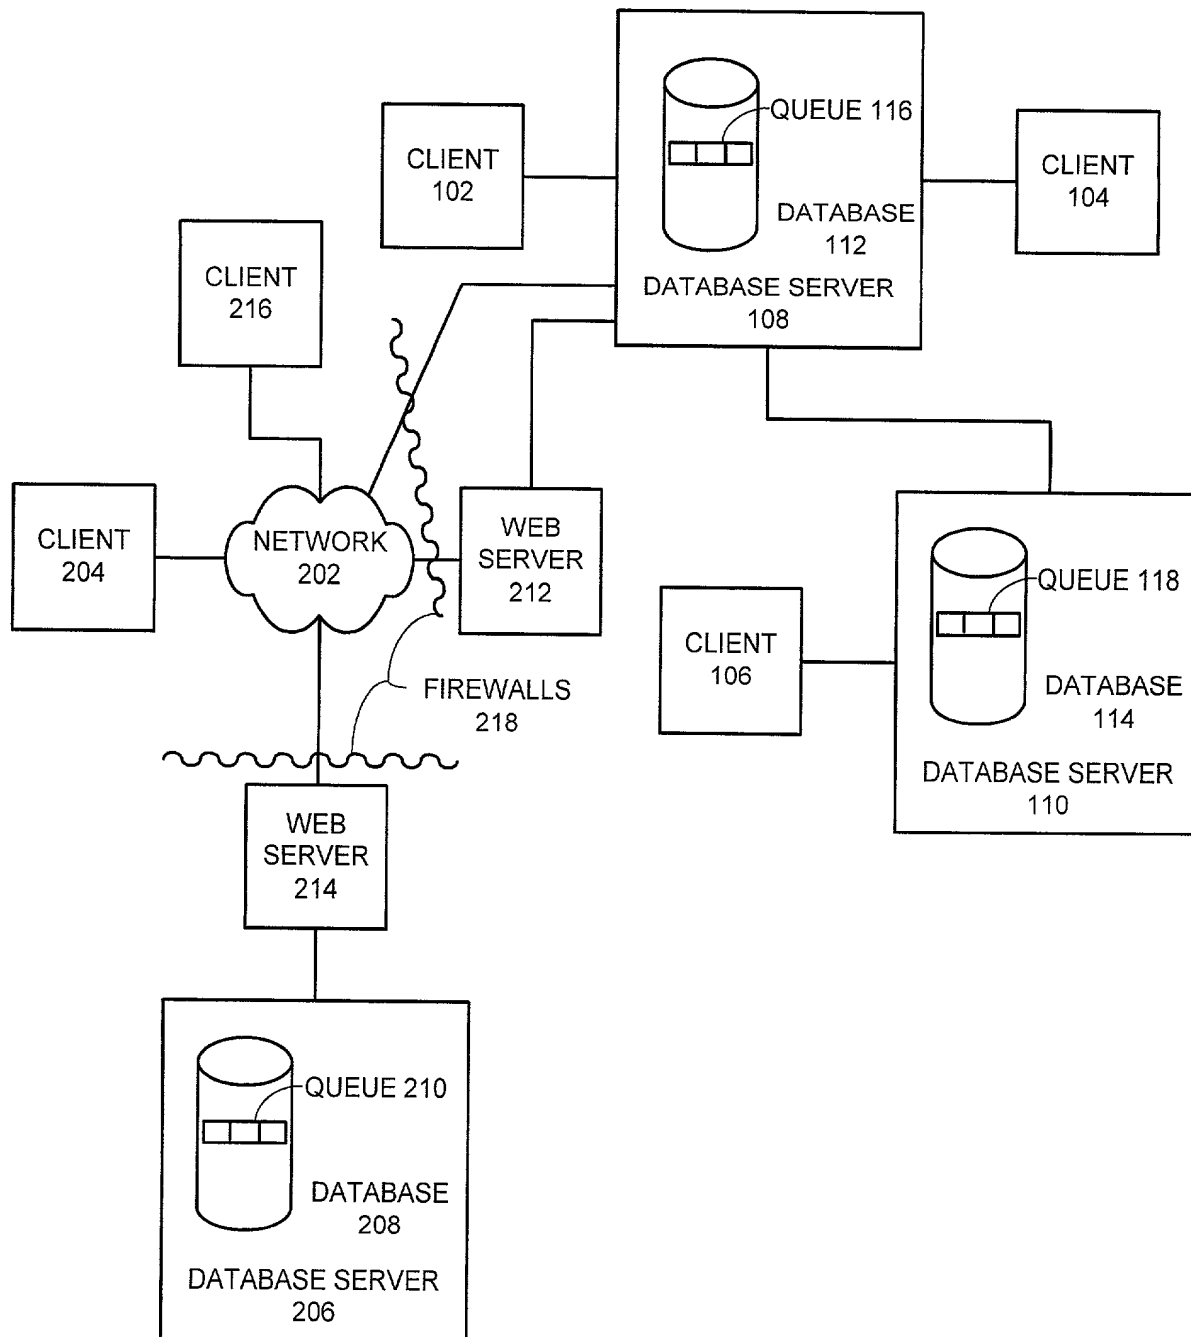 QUEUE 116
CLIENT
102
CLIENT
104
DATABASE
112
DATABASE SERVER
108
CLIENT
216
CLIENT
204
NETWORK
202
WEB
SERVER
212
QUEUE 118
CLIENT
106
DATABASE
114
DATABASE SERVER
110
FIREWALLS
218
WEB
SERVER
214
QUEUE 210
DATABASE
208
DATABASE SERVER
206